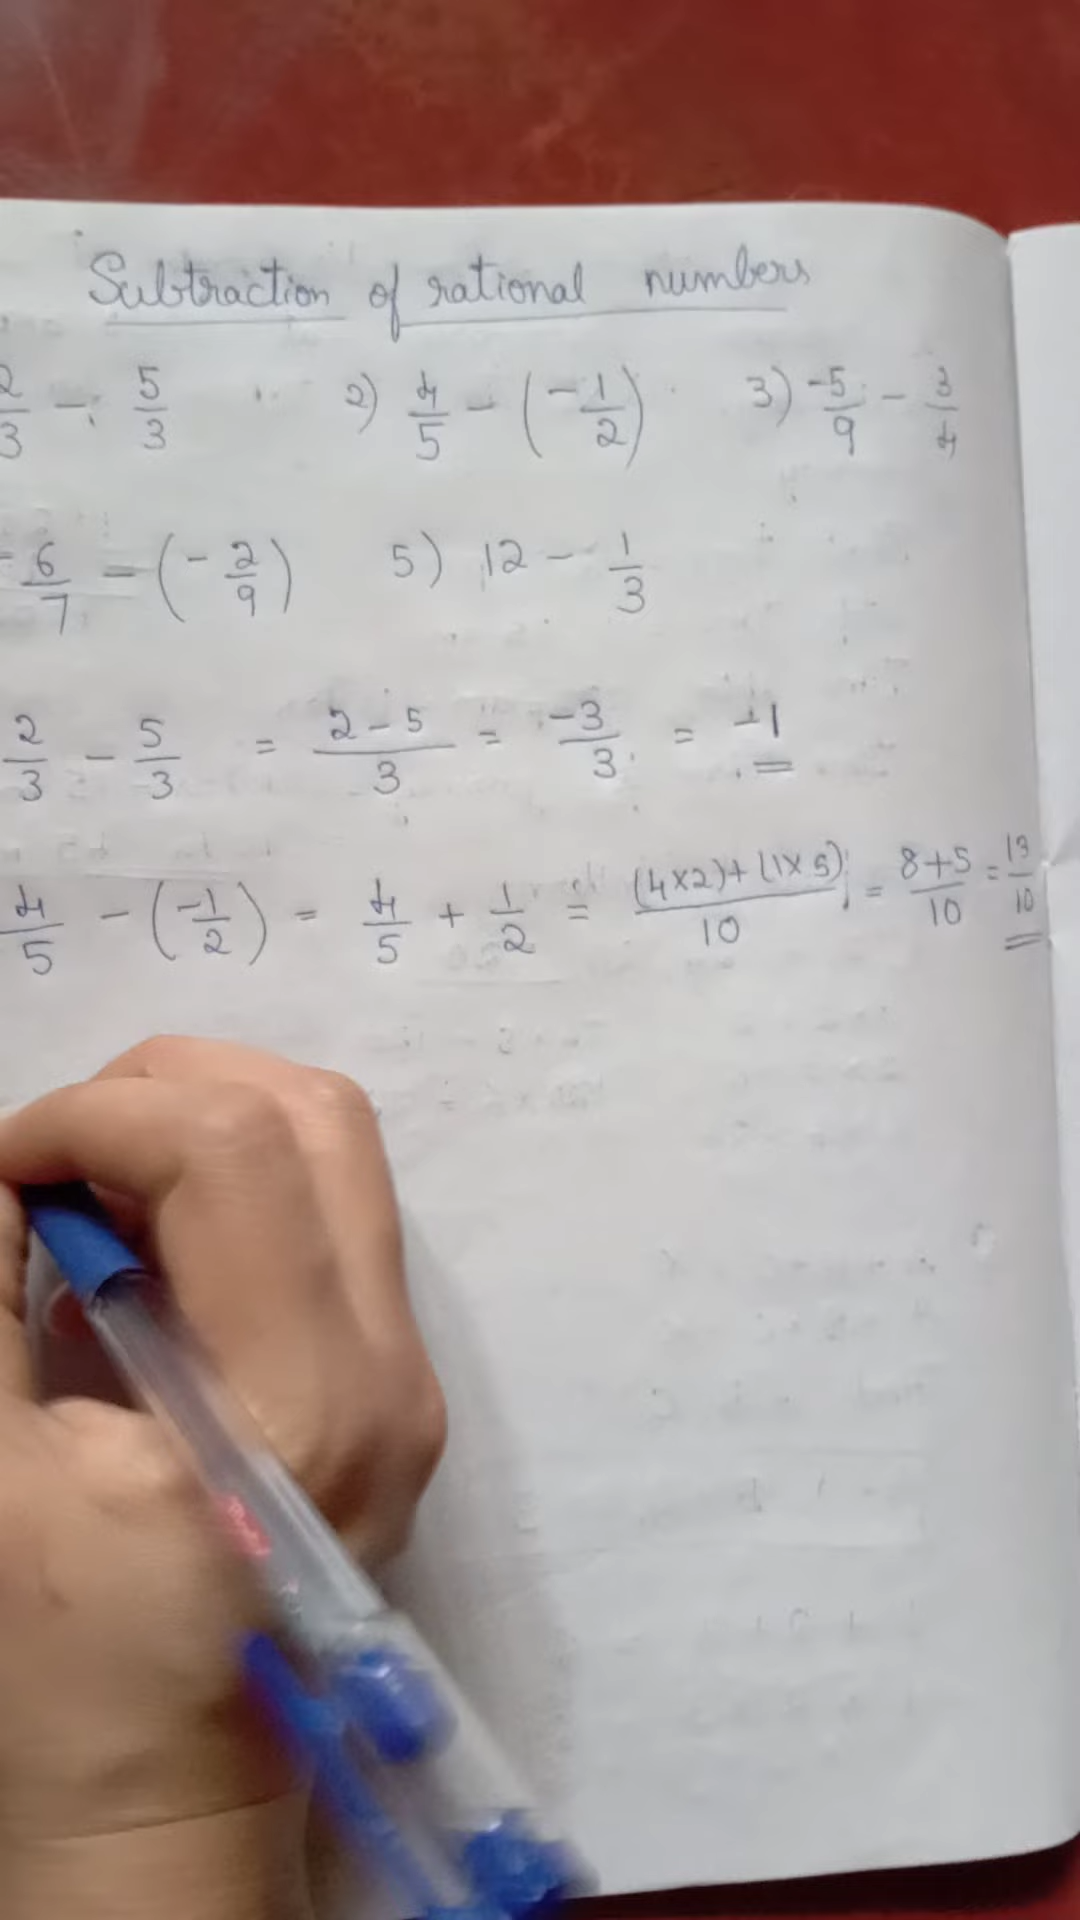 Subtraction of rational numbers
2/3 - 5/3 2) 4/5 - (-1/2) 3) -5/9 - 3/4
-6/7 - (-2/9) 5) 12 - 1/3
2/3 - 5/3 = 2-5/3 = -3/3 = -1
4/5 - (-1/2) = 4/5 + 1/2 = (4×2)+(1×5)/10 = 8+5/10 = 13/10